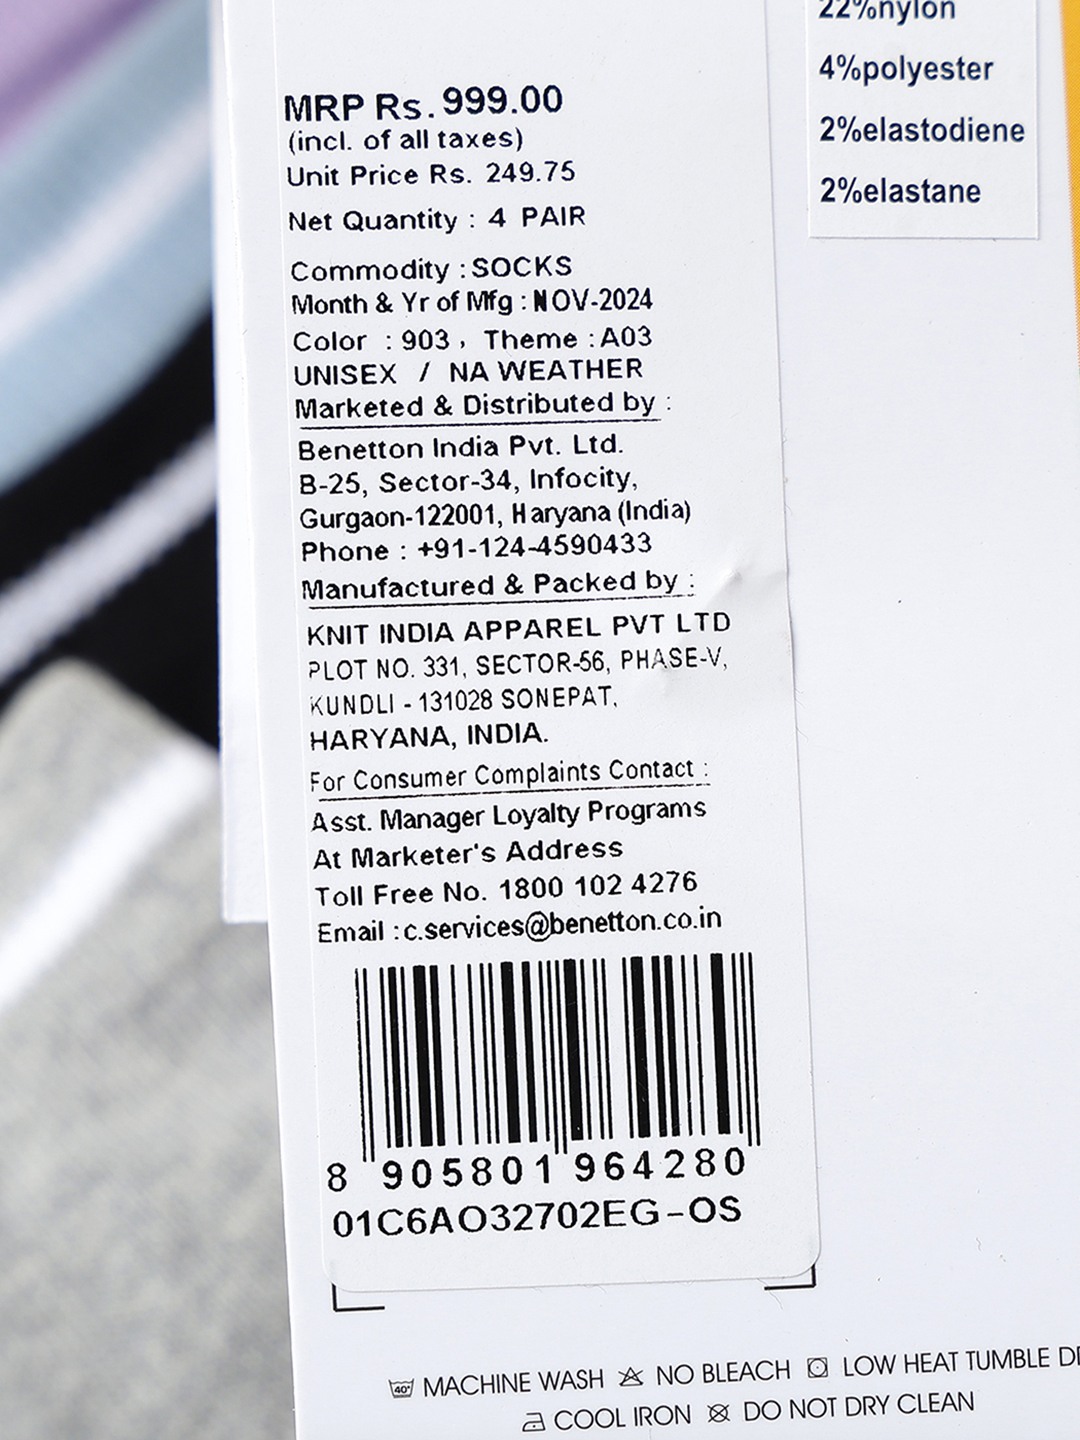 MRP Rs. 999.00
(incl. of all taxes)
Unit Price Rs. 249.75
Net Quantity : 4 PAIR
Commodity : SOCKS
Month & Yr of Mfg : NOV-2024
Color : 903 , Theme : A03
UNISEX / NA WEATHER
Marketed & Distributed by :
Benetton India Pvt. Ltd.
B-25, Sector-34, Infocity,
Gurgaon-122001, Haryana (India)
Phone : +91-124-4590433
Manufactured & Packed by :
KNIT INDIA APPAREL PVT LTD
PLOT NO. 331, SECTOR-56, PHASE-V,
KUNDLI - 131028 SONEPAT,
HARYANA, INDIA.
For Consumer Complaints Contact :
Asst. Manager Loyalty Programs
At Marketer's Address
Toll Free No. 1800 102 4276
Email : c.services@benetton.co.in
8 905801 964280
01C6AO32702EG-OS
22%nylon
4%polyester
2%elastodiene
2%elastane
40° MACHINE WASH NO BLEACH LOW HEAT TUMBLE
COOL IRON DO NOT DRY CLEAN